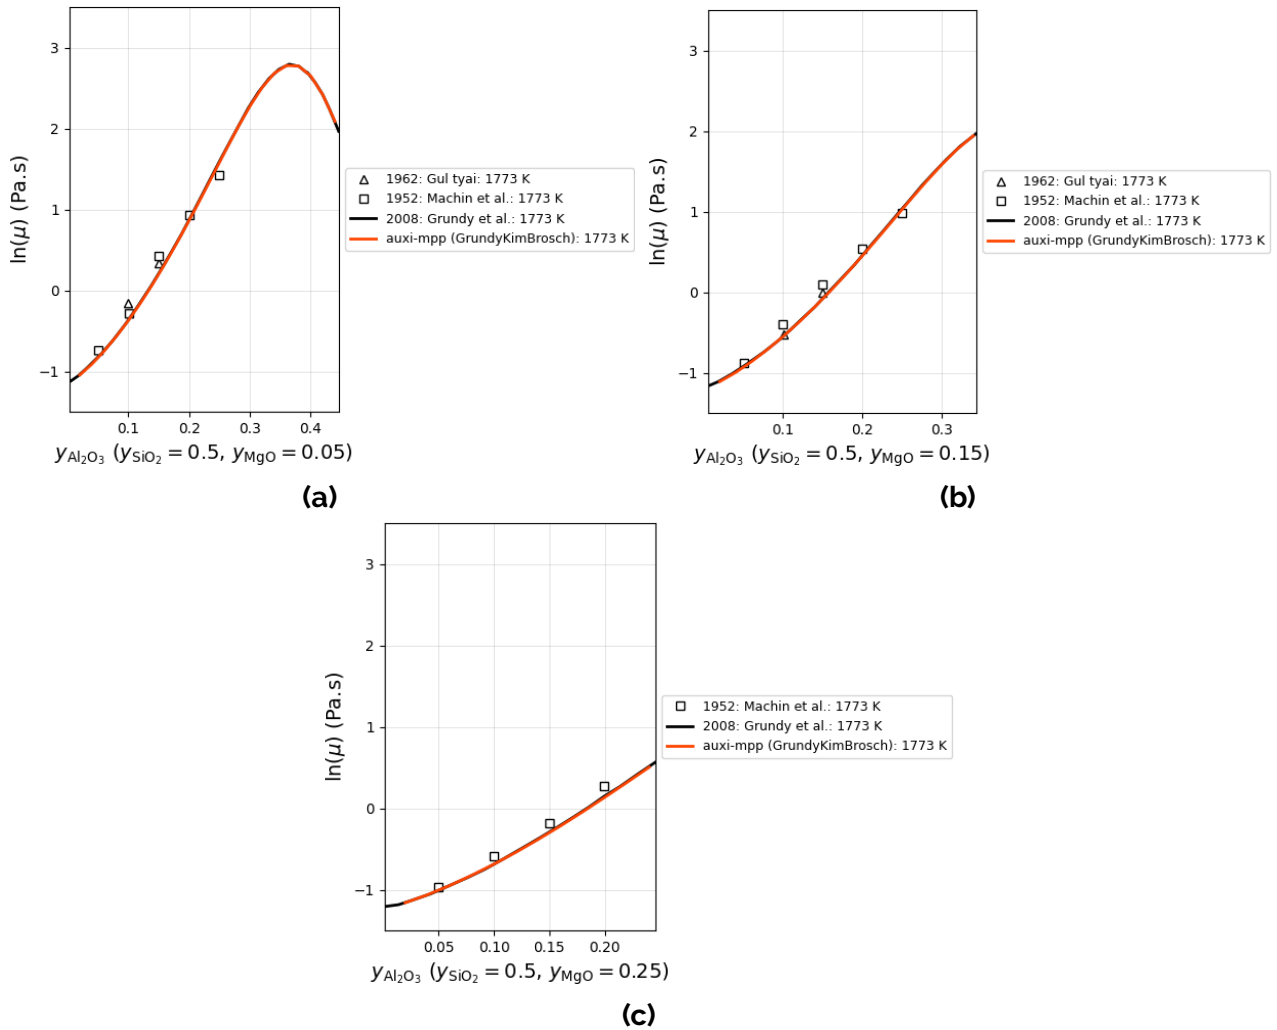 3
2
1
0
−1
ln(μ) (Pa.s)
0.1 0.2 0.3 0.4
y_Al₂O₃ (y_SiO₂ = 0.5, y_MgO = 0.05)
1962: Gul tyai: 1773 K
1952: Machin et al.: 1773 K
2008: Grundy et al.: 1773 K
auxi-mpp (GrundyKimBrosch): 1773 K
(a)
3
2
1
0
−1
ln(μ) (Pa.s)
0.1 0.2 0.3
y_Al₂O₃ (y_SiO₂ = 0.5, y_MgO = 0.15)
1962: Gul tyai: 1773 K
1952: Machin et al.: 1773 K
2008: Grundy et al.: 1773 K
auxi-mpp (GrundyKimBrosch): 1773 K
(b)
3
2
1
0
−1
ln(μ) (Pa.s)
0.05 0.10 0.15 0.20
y_Al₂O₃ (y_SiO₂ = 0.5, y_MgO = 0.25)
1952: Machin et al.: 1773 K
2008: Grundy et al.: 1773 K
auxi-mpp (GrundyKimBrosch): 1773 K
(c)